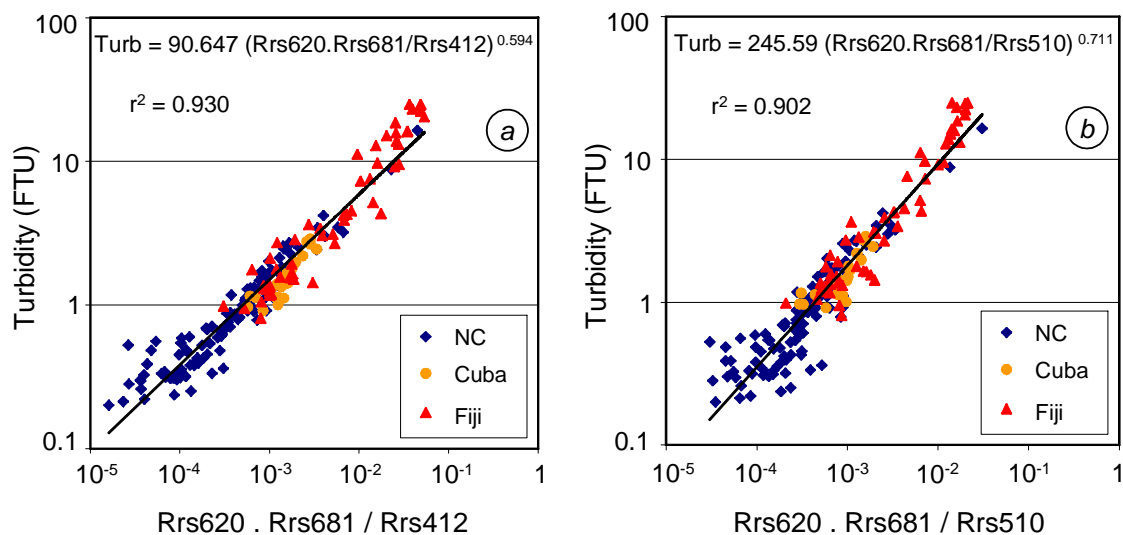 Turb = 90.647 (Rrs620.Rrs681/Rrs412)^0.594
r² = 0.930
a
Turbidity (FTU)
100
10
1
0.1
NC
Cuba
Fiji
10⁻⁵ 10⁻⁴ 10⁻³ 10⁻² 10⁻¹ 1
Rrs620 . Rrs681 / Rrs412
Turb = 245.59 (Rrs620.Rrs681/Rrs510)^0.711
r² = 0.902
b
Turbidity (FTU)
100
10
1
0.1
NC
Cuba
Fiji
10⁻⁵ 10⁻⁴ 10⁻³ 10⁻² 10⁻¹ 1
Rrs620 . Rrs681 / Rrs510